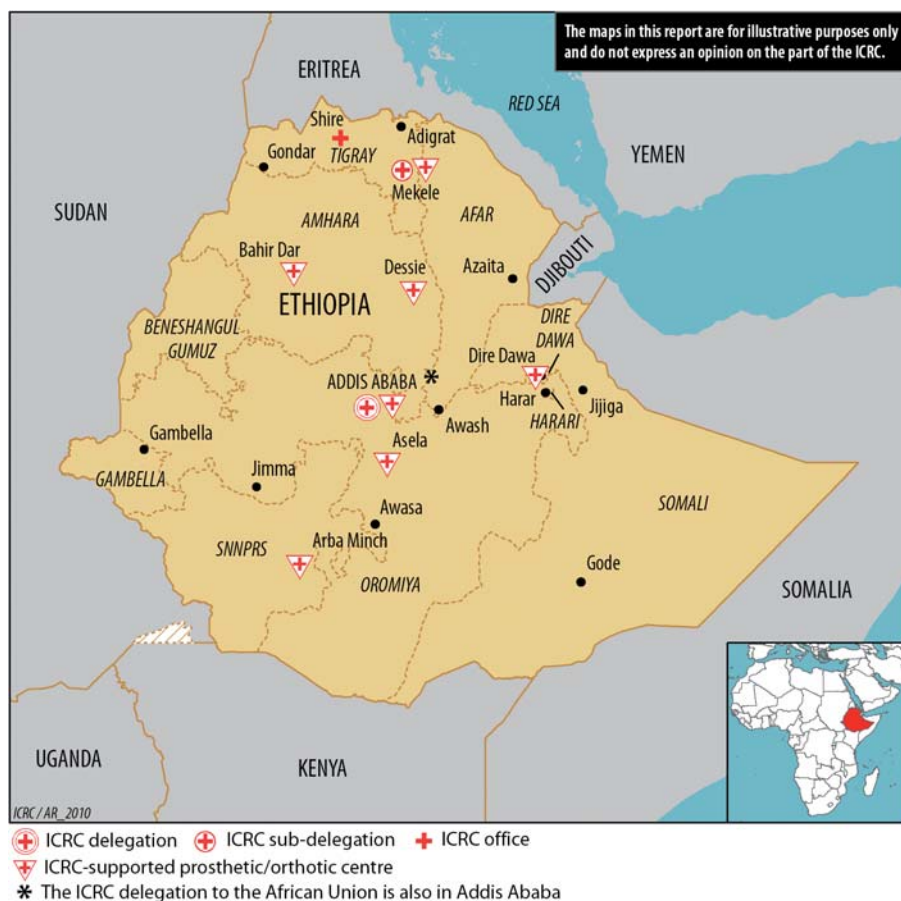 The maps in this report are for illustrative purposes only
and do not express an opinion on the part of the ICRC.
ERITREA
RED SEA
Shire
Adigrat
TIGRAY
Gondar
YEMEN
Mekele
SUDAN
AFAR
AMHARA
Bahir Dar
Dessie
Azaita
DJIBOUTI
ETHIOPIA
BENESHANGUL
GUMUZ
DIRE
DAWA
Dire Dawa
ADDIS ABABA *
Harar
Jijiga
HARARI
Awash
Gambella
Asela
GAMBELLA
Jimma
SOMALI
Awasa
SNNPRS
Arba Minch
Gode
OROMIYA
SOMALIA
UGANDA
KENYA
ICRC / AR_2010
ICRC delegation ICRC sub-delegation ICRC office
ICRC-supported prosthetic/orthotic centre
* The ICRC delegation to the African Union is also in Addis Ababa